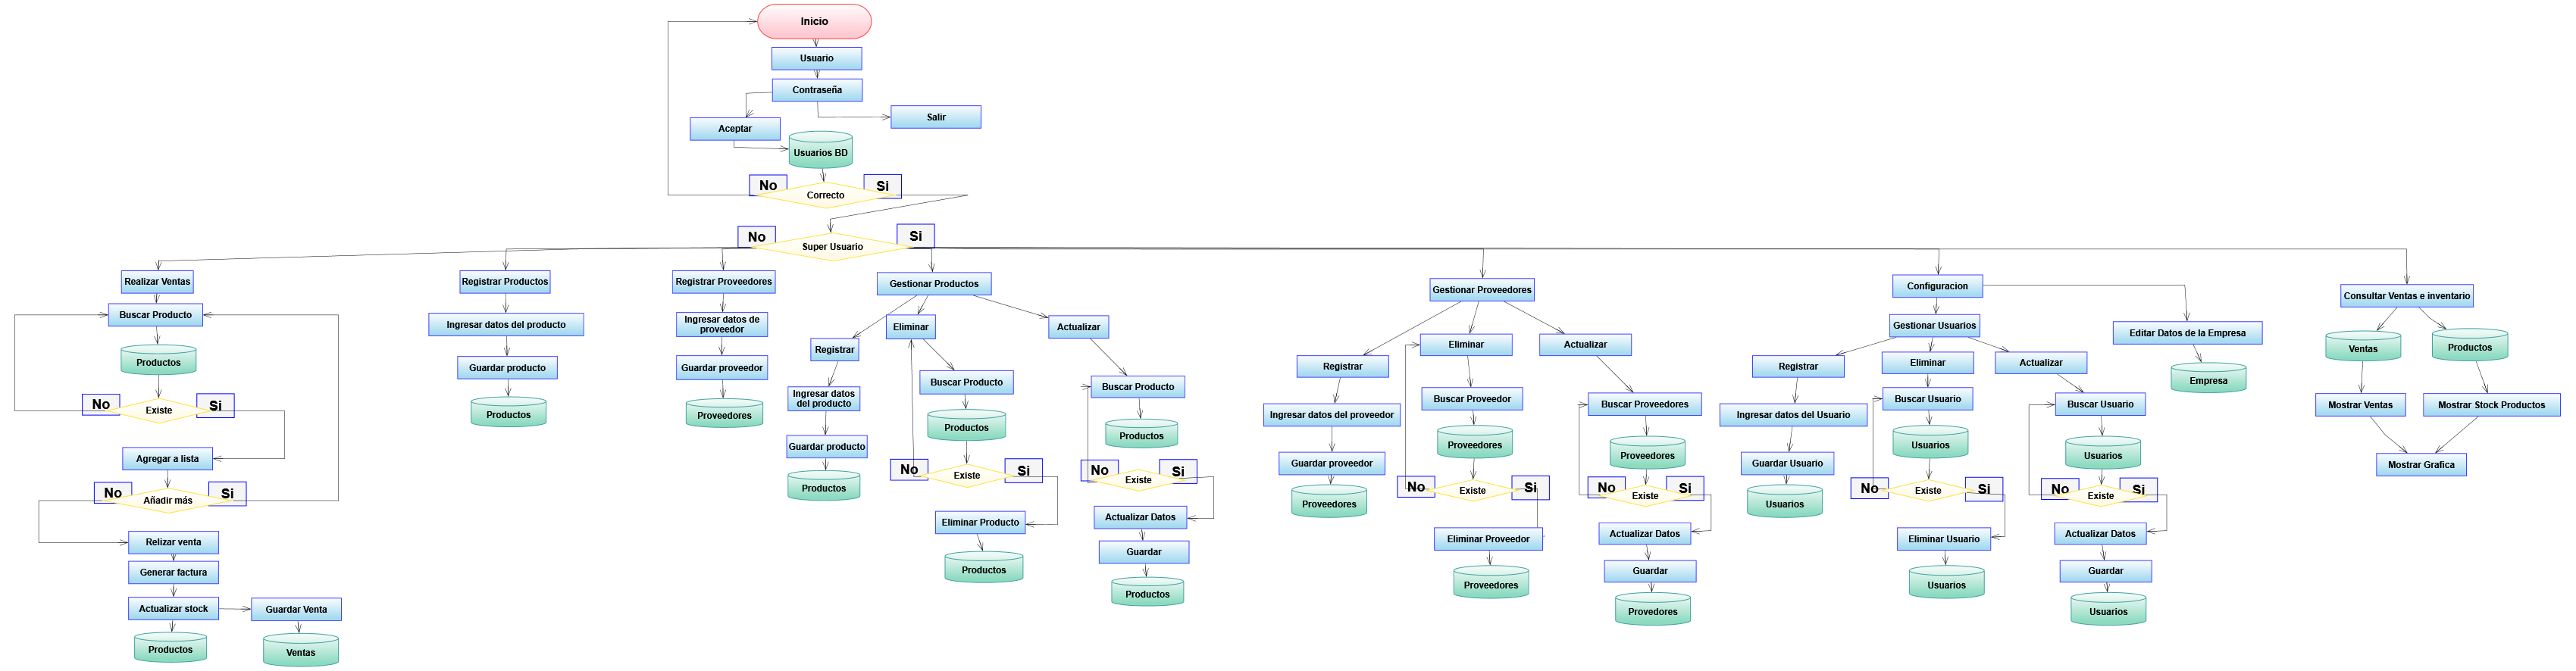 Inicio
Usuario
Contraseña
Aceptar
Salir
Usuarios BD
No
Si
Correcto
No
Si
Super Usuario
Realizar Ventas
Buscar Producto
Productos
No
Si
Existe
Agregar a lista
No
Si
Añadir más
Relizar venta
Generar factura
Actualizar stock
Guardar Venta
Productos
Ventas
Registrar Productos
Ingresar datos del producto
Guardar producto
Productos
Registrar Proveedores
Ingresar datos de
proveedor
Guardar proveedor
Proveedores
Gestionar Productos
Registrar
Ingresar datos
del producto
Guardar producto
Productos
Eliminar
Buscar Producto
Productos
No
Si
Existe
Eliminar Producto
Productos
Actualizar
Buscar Producto
Productos
No
Si
Existe
Actualizar Datos
Guardar
Productos
Gestionar Proveedores
Registrar
Ingresar datos del proveedor
Guardar proveedor
Proveedores
Eliminar
Buscar Proveedor
Proveedores
No
Si
Existe
Eliminar Proveedor
Proveedores
Actualizar
Buscar Proveedores
Proveedores
No
Si
Existe
Actualizar Datos
Guardar
Provedores
Configuracion
Gestionar Usuarios
Registrar
Ingresar datos del Usuario
Guardar Usuario
Usuarios
Eliminar
Buscar Usuario
Usuarios
No
Si
Existe
Eliminar Usuario
Usuarios
Actualizar
Buscar Usuario
Usuarios
No
Si
Existe
Actualizar Datos
Guardar
Usuarios
Editar Datos de la Empresa
Empresa
Consultar Ventas e inventario
Ventas
Productos
Mostrar Ventas
Mostrar Stock Productos
Mostrar Grafica